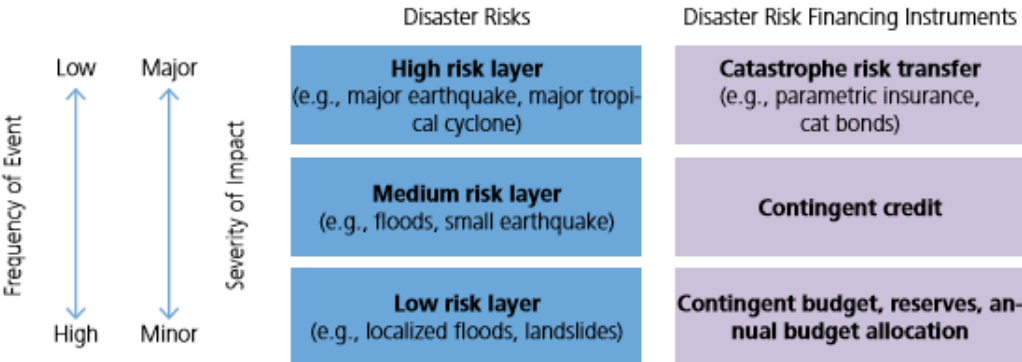 Disaster Risks
Disaster Risk Financing Instruments
Frequency of Event
Low
High
Major
Minor
Severity of Impact
High risk layer
(e.g., major earthquake, major tropi-
cal cyclone)
Catastrophe risk transfer
(e.g., parametric insurance,
cat bonds)
Medium risk layer
(e.g., floods, small earthquake)
Contingent credit
Low risk layer
(e.g., localized floods, landslides)
Contingent budget, reserves, an-
nual budget allocation